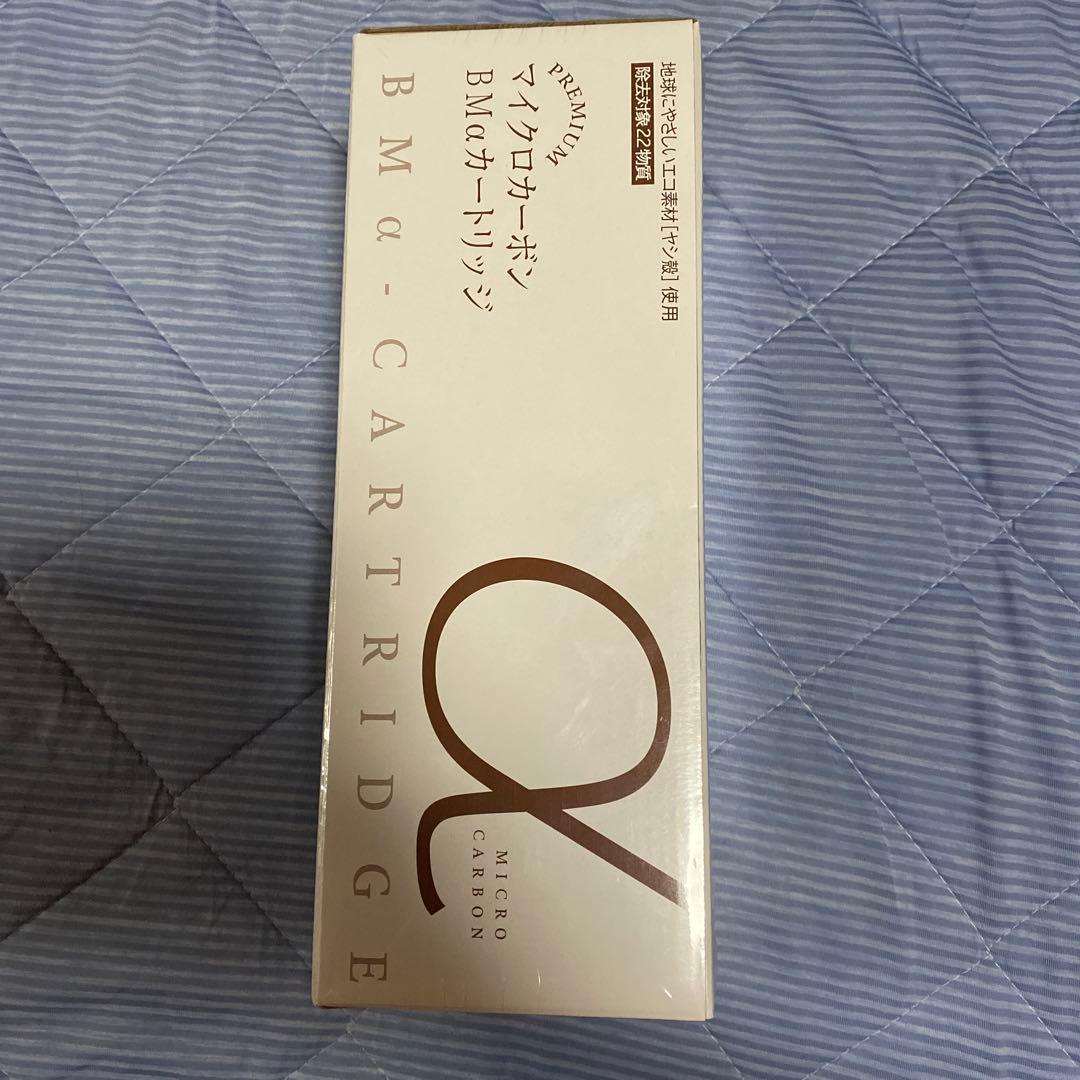 地球にやさしいエコ素材[ヤシ殻]使用
除去対象22物質
PREMIUM
マイクロカーボン
BMαカートリッジ
α
MICRO
CARBON
BMα-CARTRIDGE